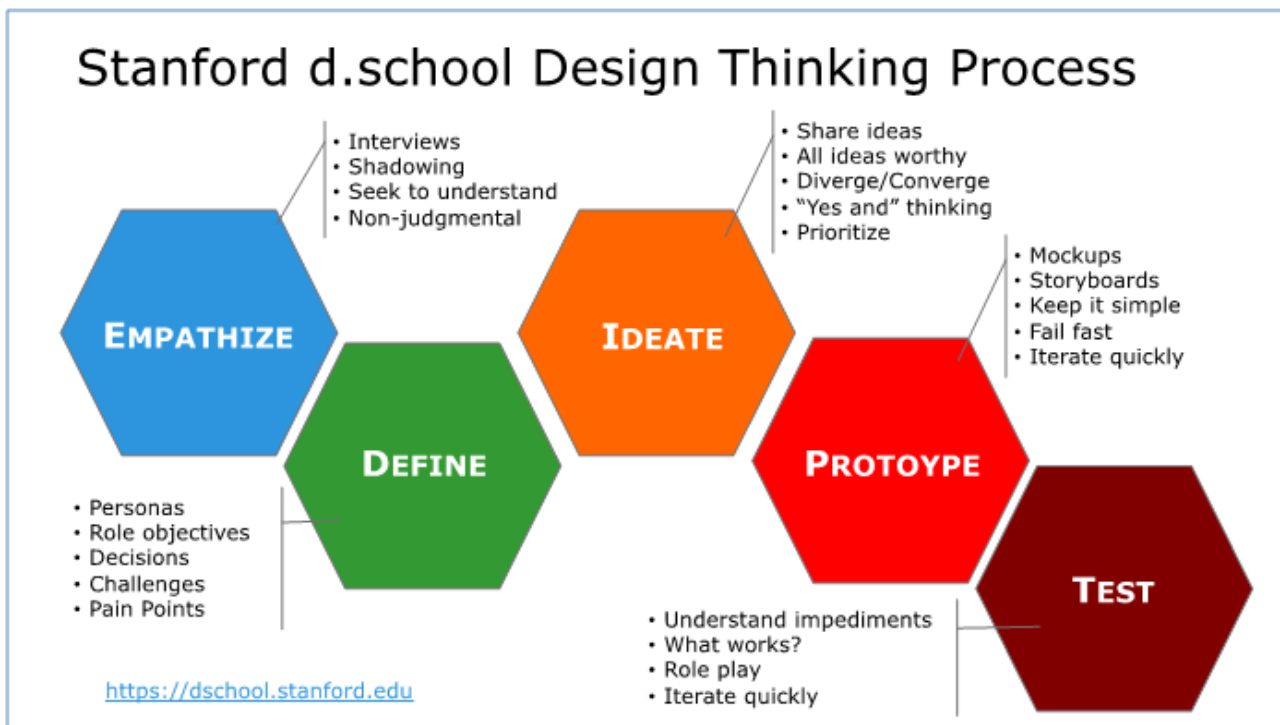 Stanford d.school Design Thinking Process
• Interviews
• Shadowing
• Seek to understand
• Non-judgmental
EMPATHIZE
DEFINE
• Personas
• Role objectives
• Decisions
• Challenges
• Pain Points
• Share ideas
• All ideas worthy
• Diverge/Converge
• “Yes and” thinking
• Prioritize
IDEATE
• Mockups
• Storyboards
• Keep it simple
• Fail fast
• Iterate quickly
PROTOYPE
TEST
• Understand impediments
• What works?
• Role play
• Iterate quickly
https://dschool.stanford.edu